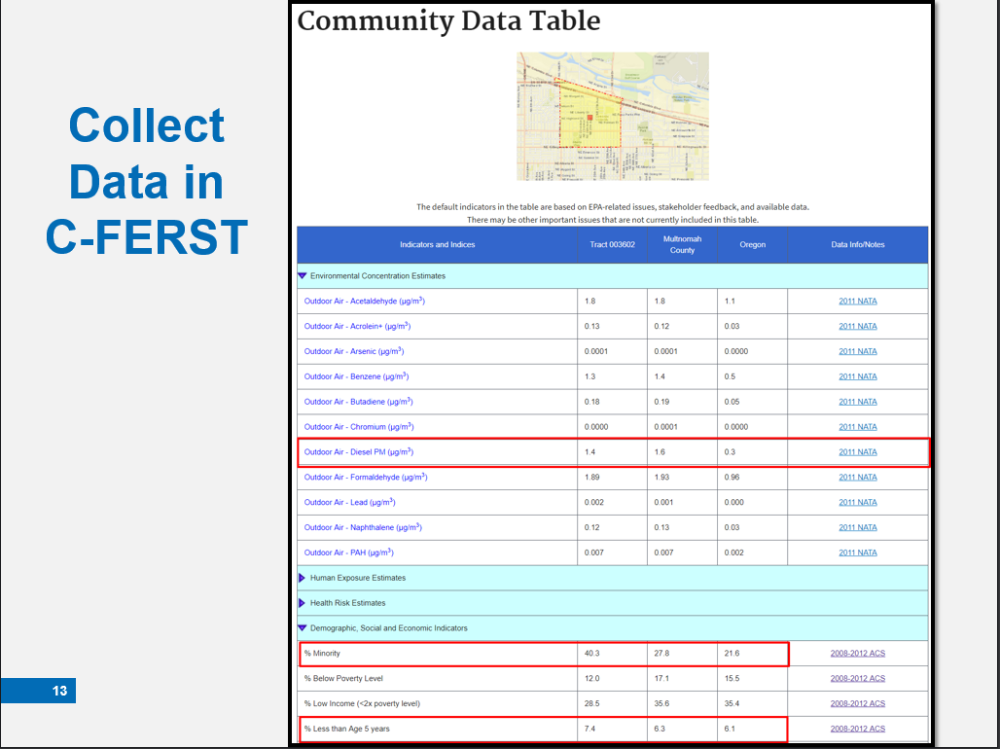 Collect
Data in
C-FERST
13
Community Data Table
The default indicators in the table are based on EPA-related issues, stakeholder feedback, and available data.
There may be other important issues that are not currently included in this table.
Indicators and Indices Tract 003602 Multnomah County Oregon Data Info/Notes
Environmental Concentration Estimates
Outdoor Air - Acetaldehyde (µg/m³) 1.8 1.8 1.1 2011 NATA
Outdoor Air - Acrolein+ (µg/m³) 0.13 0.12 0.03 2011 NATA
Outdoor Air - Arsenic (µg/m³) 0.0001 0.0001 0.0000 2011 NATA
Outdoor Air - Benzene (µg/m³) 1.3 1.4 0.5 2011 NATA
Outdoor Air - Butadiene (µg/m³) 0.18 0.19 0.05 2011 NATA
Outdoor Air - Chromium (µg/m³) 0.0000 0.0001 0.0000 2011 NATA
Outdoor Air - Diesel PM (µg/m³) 1.4 1.6 0.3 2011 NATA
Outdoor Air - Formaldehyde (µg/m³) 1.89 1.93 0.96 2011 NATA
Outdoor Air - Lead (µg/m³) 0.002 0.001 0.000 2011 NATA
Outdoor Air - Naphthalene (µg/m³) 0.12 0.13 0.03 2011 NATA
Outdoor Air - PAH (µg/m³) 0.007 0.007 0.002 2011 NATA
Human Exposure Estimates
Health Risk Estimates
Demographic, Social and Economic Indicators
% Minority 40.3 27.8 21.6 2008-2012 ACS
% Below Poverty Level 12.0 17.1 15.5 2008-2012 ACS
% Low Income (<2x poverty level) 28.5 35.6 35.4 2008-2012 ACS
% Less than Age 5 years 7.4 6.3 6.1 2008-2012 ACS